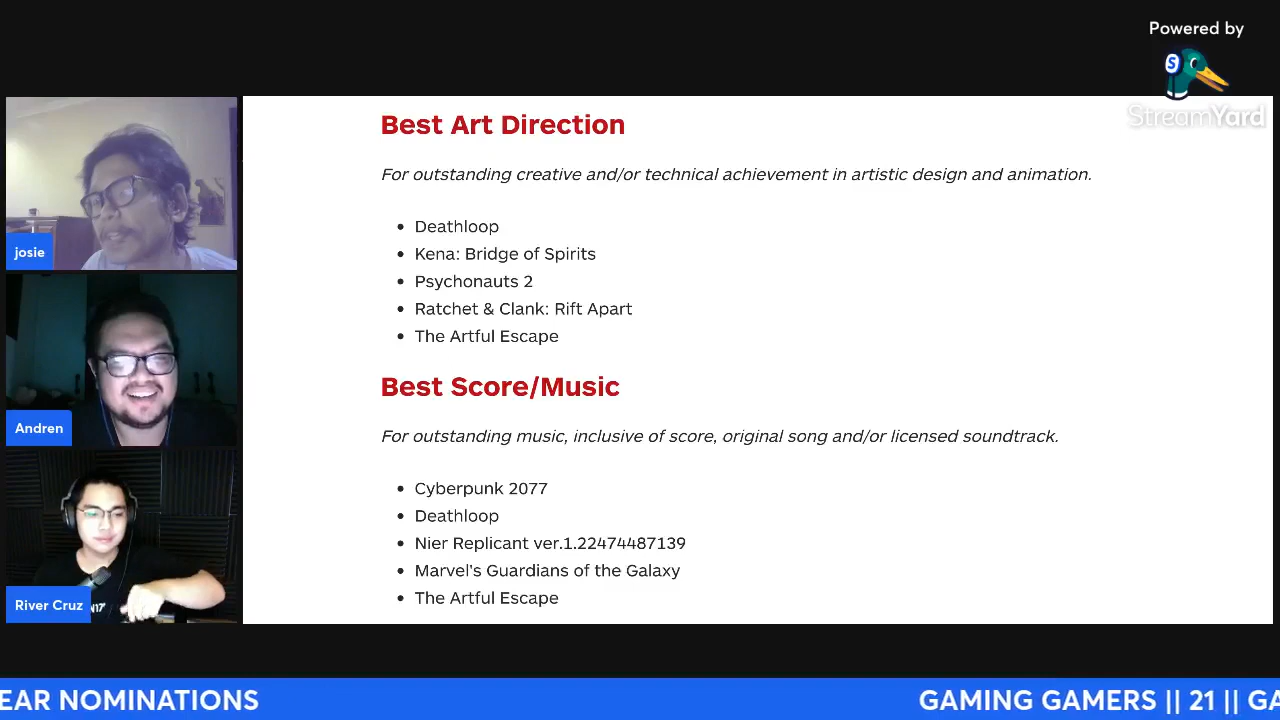 Powered by
S
StreamYard
Best Art Direction
For outstanding creative and/or technical achievement in artistic design and animation.
• Deathloop
• Kena: Bridge of Spirits
• Psychonauts 2
• Ratchet & Clank: Rift Apart
• The Artful Escape
Best Score/Music
For outstanding music, inclusive of score, original song and/or licensed soundtrack.
• Cyberpunk 2077
• Deathloop
• Nier Replicant ver.1.22474487139
• Marvel's Guardians of the Galaxy
• The Artful Escape
josie
Andren
River Cruz
N17
EAR NOMINATIONS
GAMING GAMERS || 21 || GA